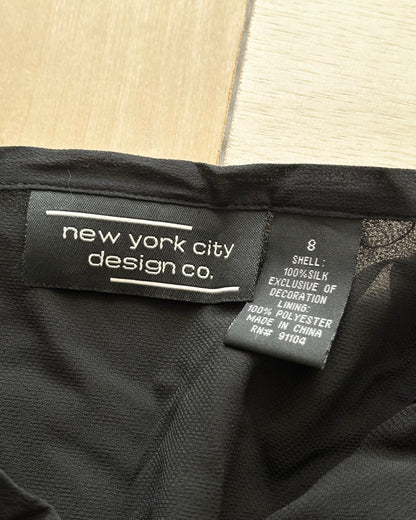 new york city
design co.
8
SHELL:
100%SILK
EXCLUSIVE OF
DECORATION
LINING:
100% POLYESTER
MADE IN CHINA
RN# 91104